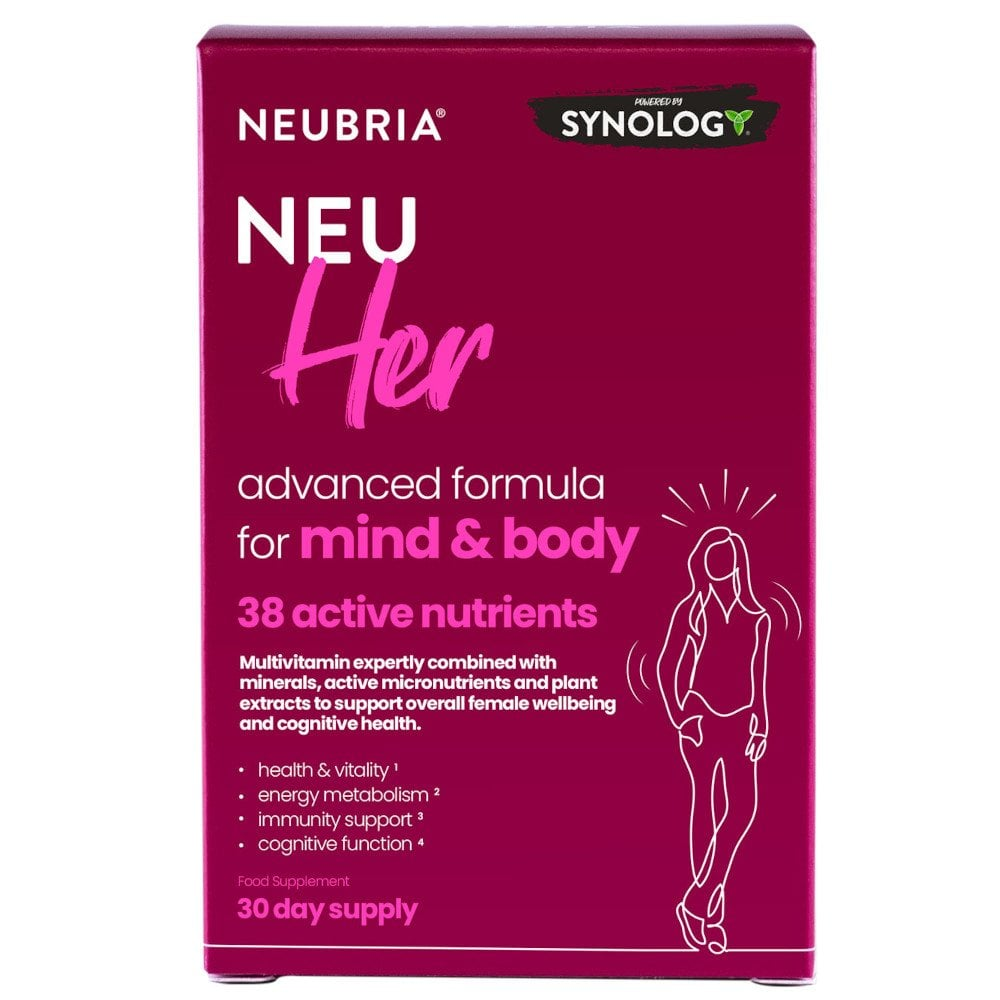 NEUBRIA®
POWERED BY
SYNOLOGY®
NEU
Her
advanced formula
for mind & body
38 active nutrients
Multivitamin expertly combined with
minerals, active micronutrients and plant
extracts to support overall female wellbeing
and cognitive health.
• health & vitality ¹
• energy metabolism ²
• immunity support ³
• cognitive function ⁴
Food Supplement
30 day supply